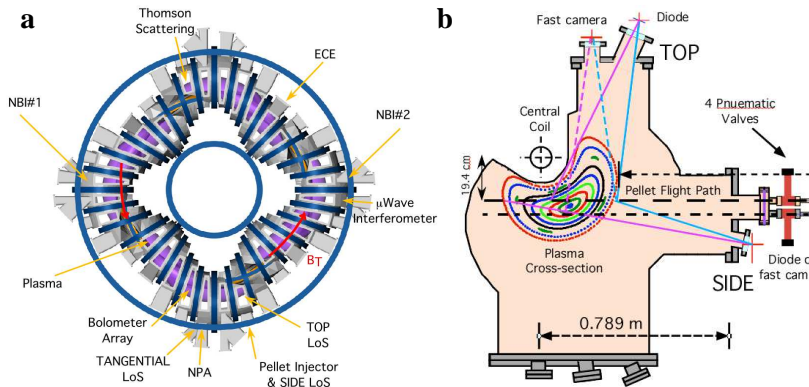 a
Thomson
Scattering
ECE
NBI#1
NBI#2
µWave
Interferometer
Plasma
BT
Bolometer
Array
TOP
LoS
TANGENTIAL
LoS
NPA
Pellet Injector
& SIDE LoS
b
Fast camera
Diode
TOP
Central
Coil
4 Pnuematic
Valves
19.4 cm
Pellet Flight Path
Plasma
Cross-section
SIDE
Diode o
fast cam
0.789 m